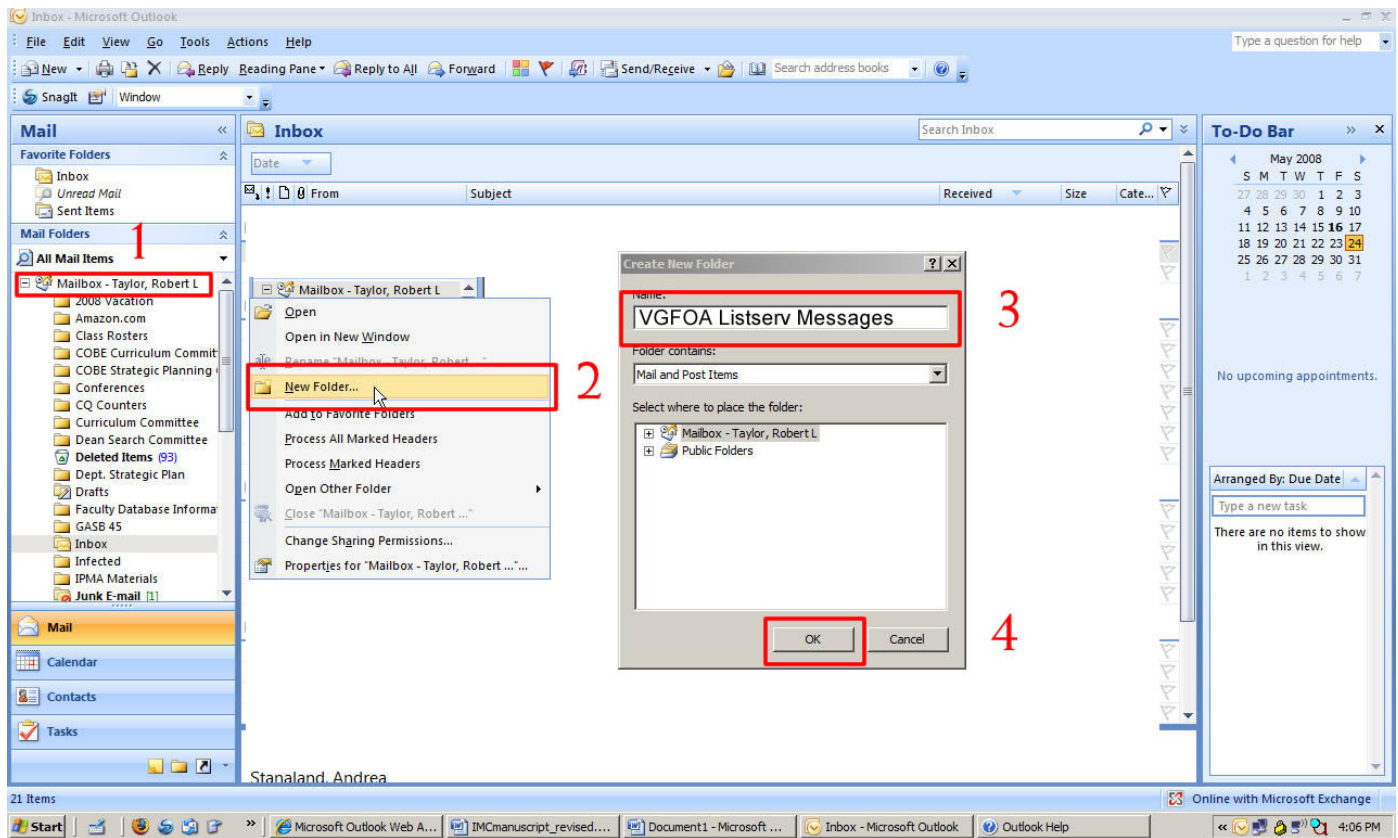 Inbox - Microsoft Outlook
File Edit View Go Tools Actions Help
Type a question for help
New Reply Reading Pane Reply to All Forward Send/Receive Search address books
SnagIt Window
Mail
Favorite Folders
Inbox
Unread Mail
Sent Items
Mail Folders
1
All Mail Items
Mailbox - Taylor, Robert L
2008 Vacation
Amazon.com
Class Rosters
COBE Curriculum Commit
COBE Strategic Planning
Conferences
CQ Counters
Curriculum Committee
Dean Search Committee
Deleted Items (93)
Dept. Strategic Plan
Drafts
Faculty Database Informa
GASB 45
Inbox
Infected
IPMA Materials
Junk E-mail [1]
Mail
Calendar
Contacts
Tasks
Inbox
Search Inbox
Date
From Subject Received Size Cate...
Mailbox - Taylor, Robert L
Open
Open in New Window
Rename "Mailbox - Taylor, Robert ..."
New Folder...
2
Add to Favorite Folders
Process All Marked Headers
Process Marked Headers
Open Other Folder
Close "Mailbox - Taylor, Robert ..."
Change Sharing Permissions...
Properties for "Mailbox - Taylor, Robert ..."...
Create New Folder
Name:
VGFOA Listserv Messages
3
Folder contains:
Mail and Post Items
Select where to place the folder:
Mailbox - Taylor, Robert L
Public Folders
OK Cancel
4
Stanaland, Andrea
To-Do Bar
May 2008
S M T W T F S
27 28 29 30 1 2 3
4 5 6 7 8 9 10
11 12 13 14 15 16 17
18 19 20 21 22 23 24
25 26 27 28 29 30 31
1 2 3 4 5 6 7
No upcoming appointments.
Arranged By: Due Date
Type a new task
There are no items to show
in this view.
21 Items
Online with Microsoft Exchange
Start
Microsoft Outlook Web A...
IMCmanuscript_revised....
Document1 - Microsoft ...
Inbox - Microsoft Outlook
Outlook Help
4:06 PM